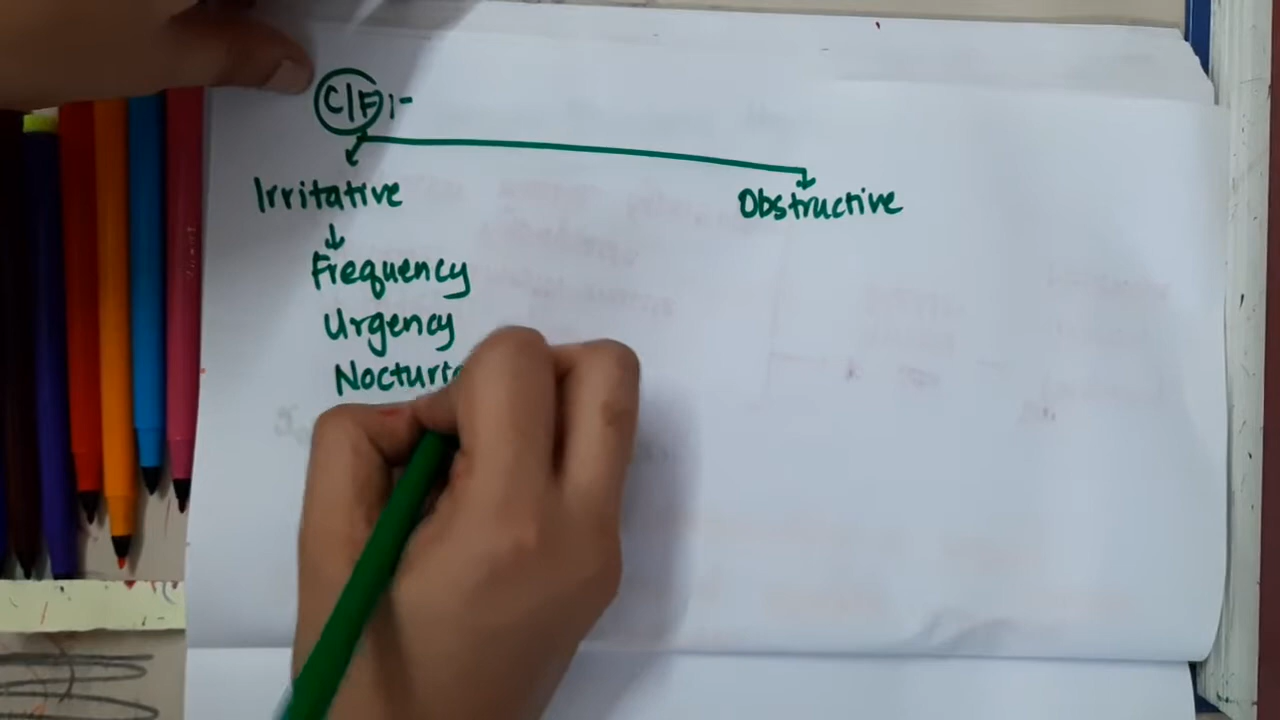 C/F :-
Irritative
Obstructive
Frequency
Urgency